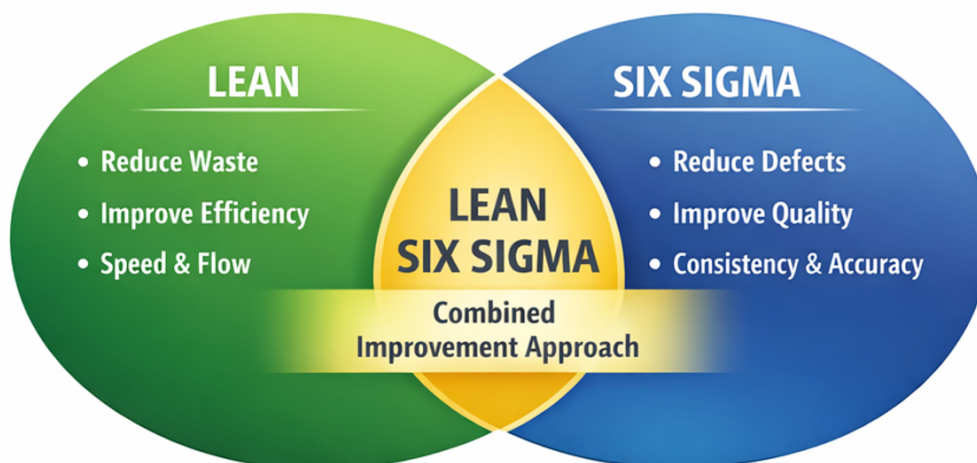 LEAN
• Reduce Waste
• Improve Efficiency
• Speed & Flow
LEAN
SIX SIGMA
Combined
Improvement Approach
SIX SIGMA
• Reduce Defects
• Improve Quality
• Consistency & Accuracy